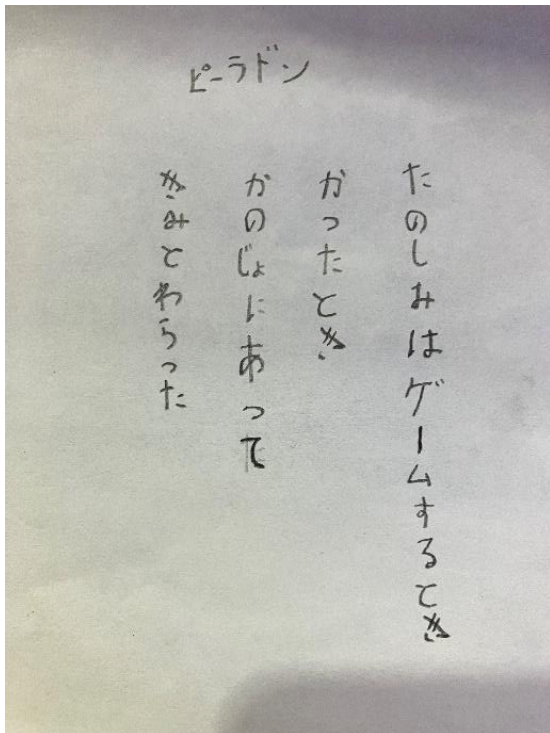 ピーラドン
たのしみはゲームするとき
かったとき
かのじょにあって
きみとわらった